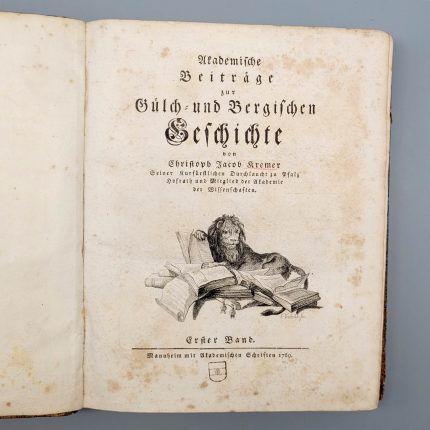 Akademische
Beiträge
zur
Gülch- und Bergischen
Geschichte
von
Christoph Jacob Kremer
Seiner Kurfürstlichen Durchlaucht zu Pfalz
Hofrath und Mitglied der Akademie
der Wissenschaften.
Erster Band.
Mannheim mit Akademischen Schriften 1769.